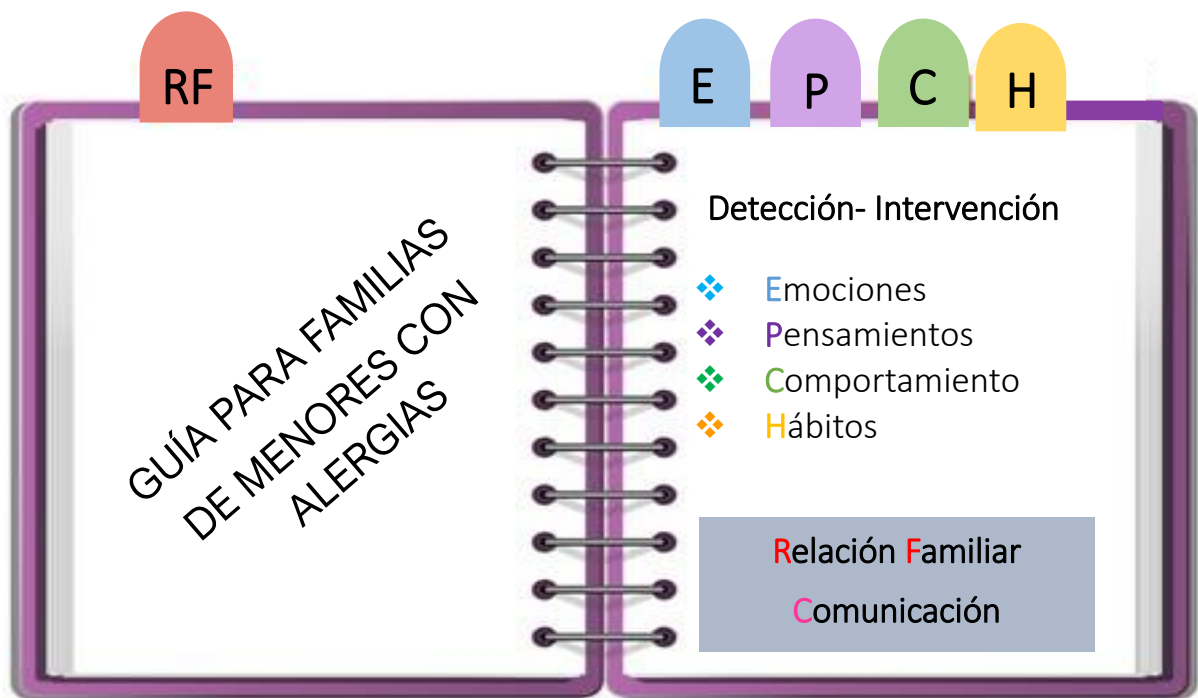 RF
E
P
C
H
GUÍA PARA FAMILIAS
DE MENORES CON
ALERGIAS
Detección- Intervención
Emociones
Pensamientos
Comportamiento
Hábitos
Relación Familiar
Comunicación